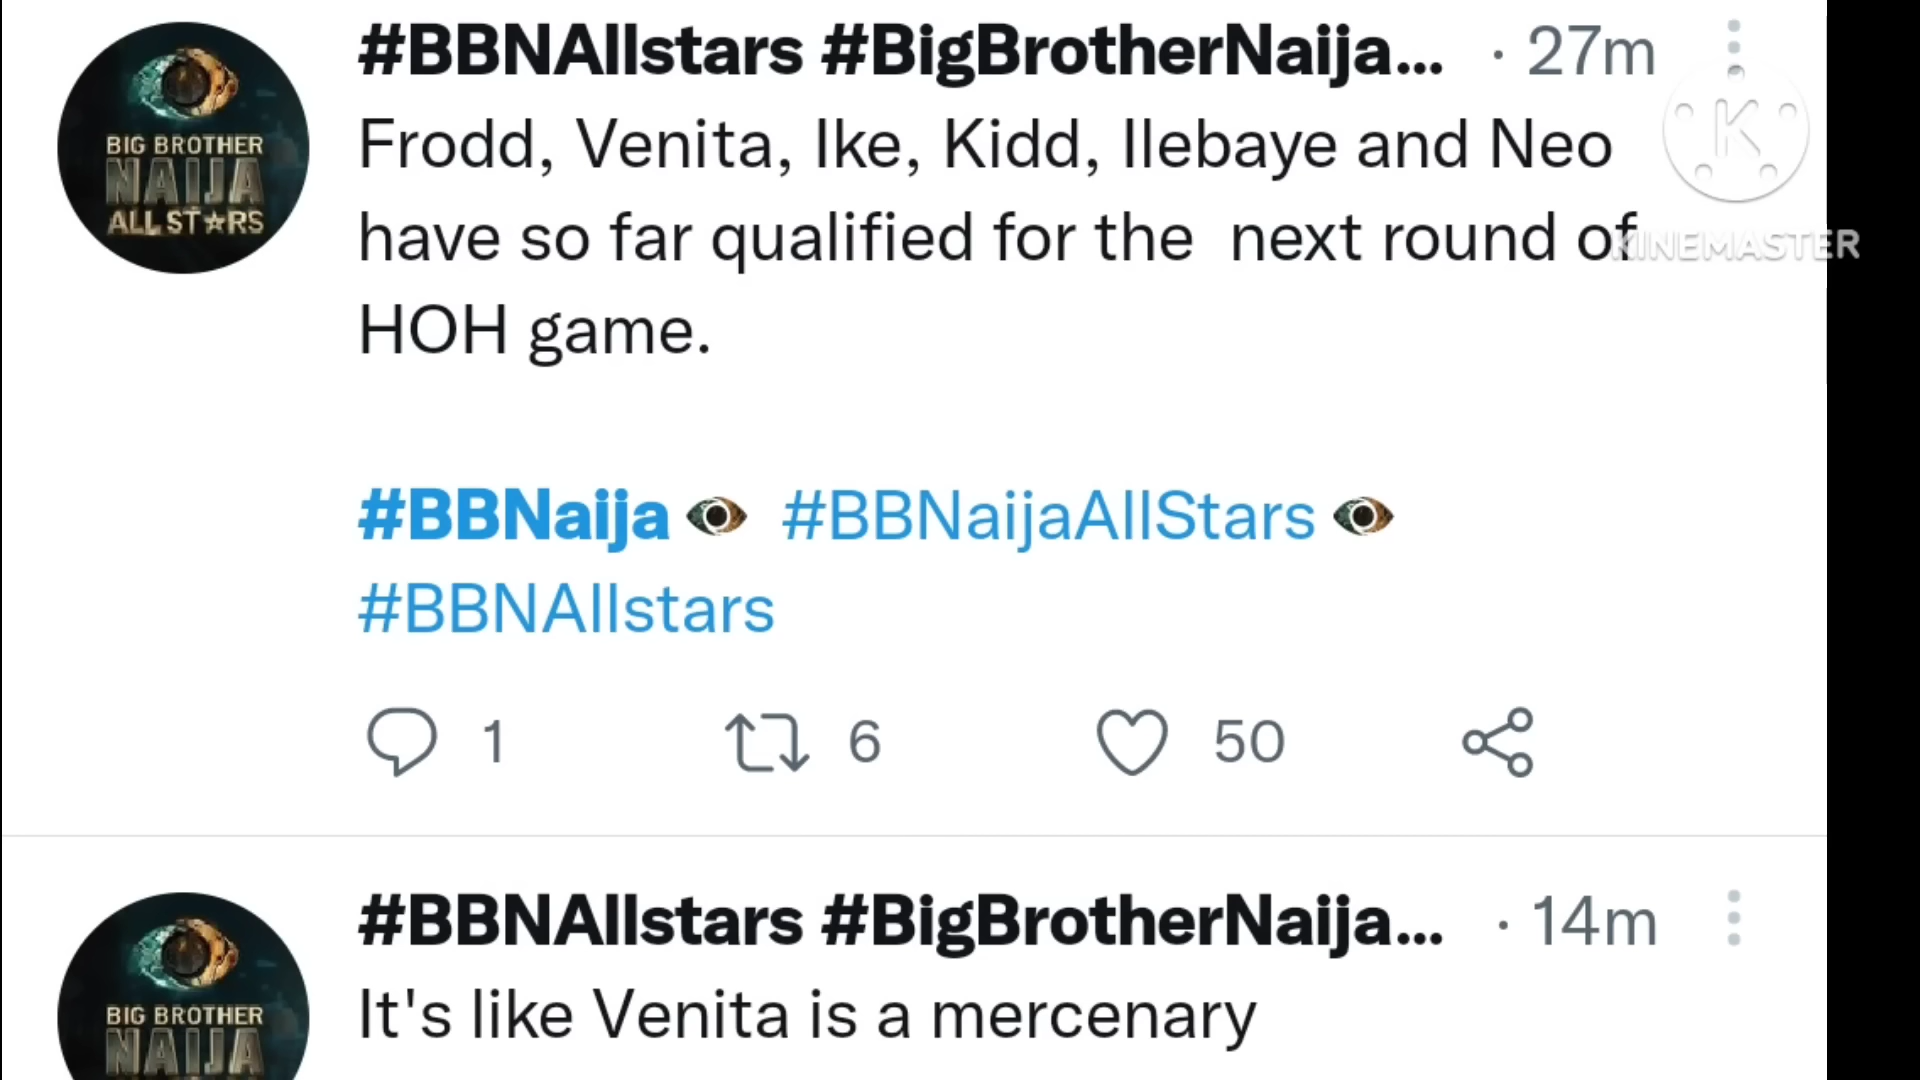 #BBNAllstars #BigBrotherNaija... · 27m
Frodd, Venita, Ike, Kidd, Ilebaye and Neo
have so far qualified for the next round of
HOH game.
#BBNaija #BBNaijaAllStars
#BBNAllstars
1 6 50
#BBNAllstars #BigBrotherNaija... · 14m
It's like Venita is a mercenary
BIG BROTHER
NAIJA
ALL ST★RS
K
KINEMASTER
BIG BROTHER
NAIJA